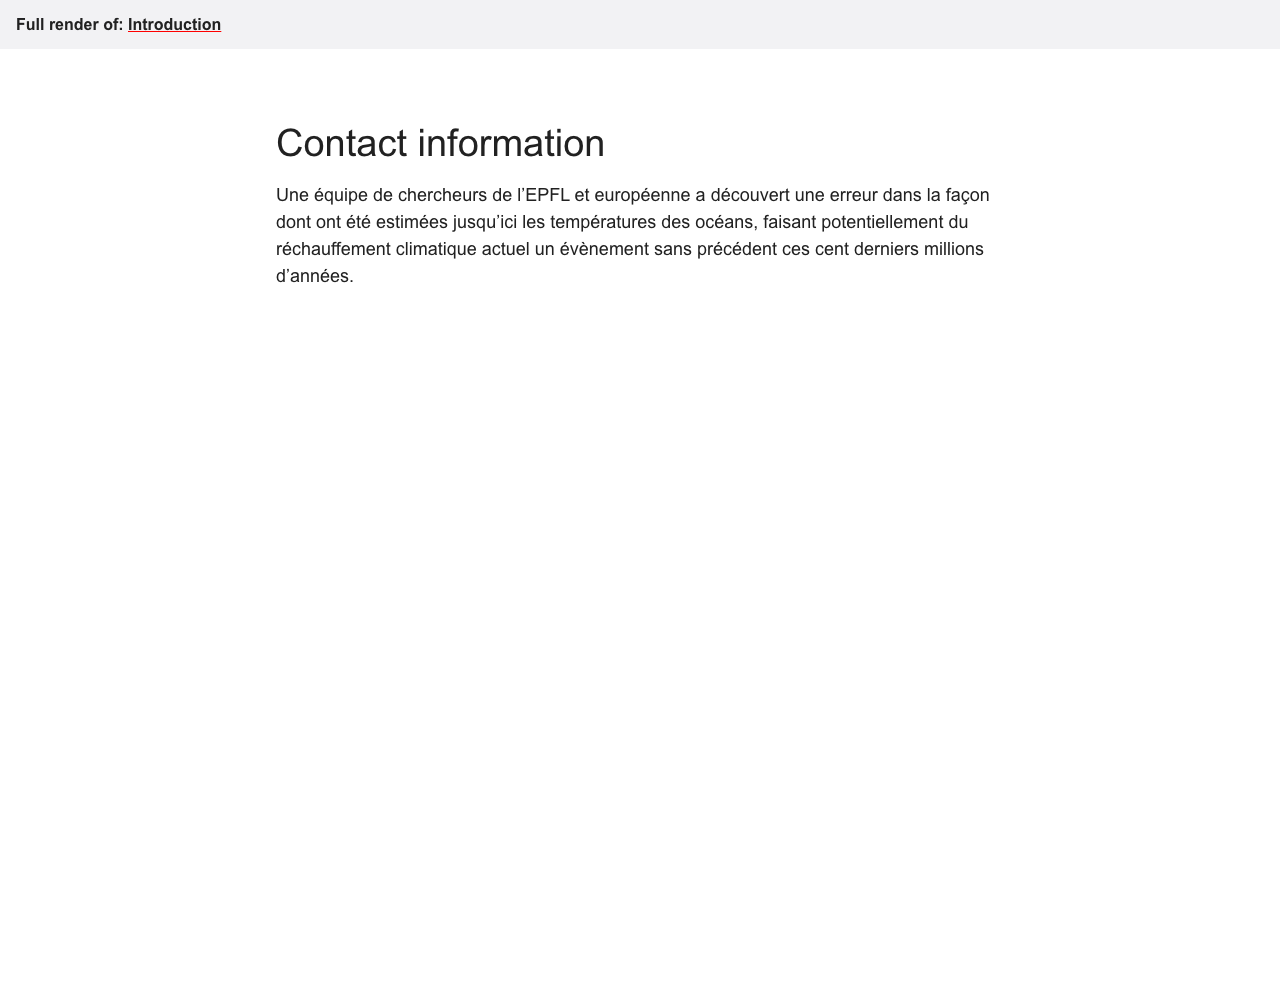 Full render of: Introduction
Contact information
Une équipe de chercheurs de l’EPFL et européenne a découvert une erreur dans la façon
dont ont été estimées jusqu’ici les températures des océans, faisant potentiellement du
réchauffement climatique actuel un évènement sans précédent ces cent derniers millions
d’années.